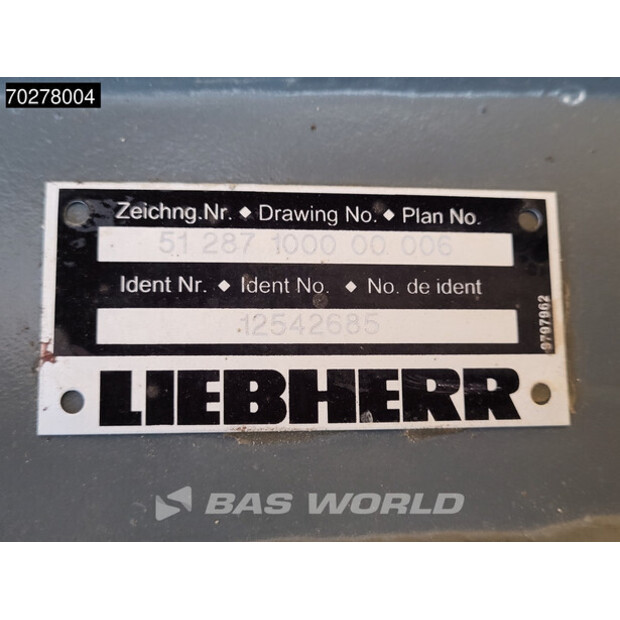 70278004
Zeichng.Nr. ◆ Drawing No. ◆ Plan No.
51 287 1000 00 006
Ident Nr. ◆ Ident No. ◆ No. de ident
12542685
9797962
LIEBHERR
BAS WORLD